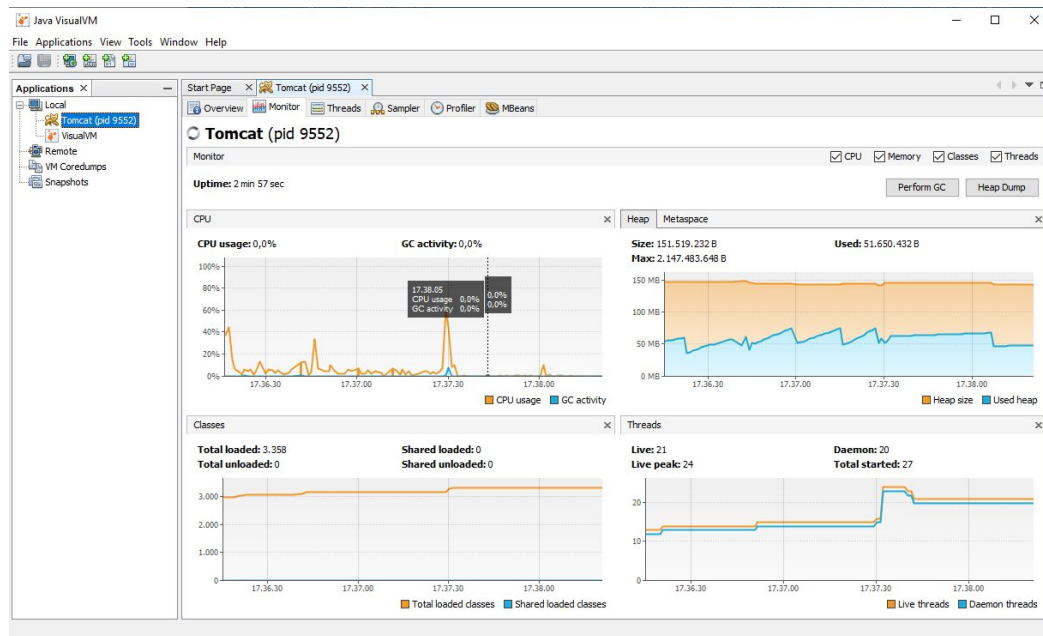 Java VisualVM
File Applications View Tools Window Help
Applications
Local
Tomcat (pid 9552)
VisualVM
Remote
VM Coredumps
Snapshots
Start Page Tomcat (pid 9552)
Overview Monitor Threads Sampler Profiler MBeans
Tomcat (pid 9552)
Monitor CPU Memory Classes Threads
Uptime: 2 min 57 sec Perform GC Heap Dump
CPU
CPU usage: 0,0% GC activity: 0,0%
100%
80%
60%
40%
20%
0%
17.38.05
CPU usage 0,0% 0,0%
GC activity 0,0% 0,0%
17.36.30 17.37.00 17.37.30 17.38.00
CPU usage GC activity
Heap Metaspace
Size: 151.519.232 B Used: 51.650.432 B
Max: 2.147.483.648 B
150 MB
100 MB
50 MB
0 MB
17.36.30 17.37.00 17.37.30 17.38.00
Heap size Used heap
Classes
Total loaded: 3.358 Shared loaded: 0
Total unloaded: 0 Shared unloaded: 0
3.000
2.000
1.000
0
17.36.30 17.37.00 17.37.30 17.38.00
Total loaded classes Shared loaded classes
Threads
Live: 21 Daemon: 20
Live peak: 24 Total started: 27
20
10
0
17.36.30 17.37.00 17.37.30 17.38.00
Live threads Daemon threads